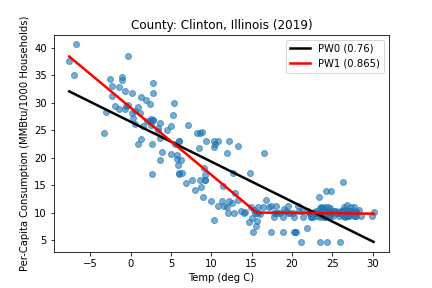 County: Clinton, Illinois (2019)
PW0 (0.76)
PW1 (0.865)
Per-Capita Consumption (MMBtu/1000 Households)
40
35
30
25
20
15
10
5
−5 0 5 10 15 20 25 30
Temp (deg C)